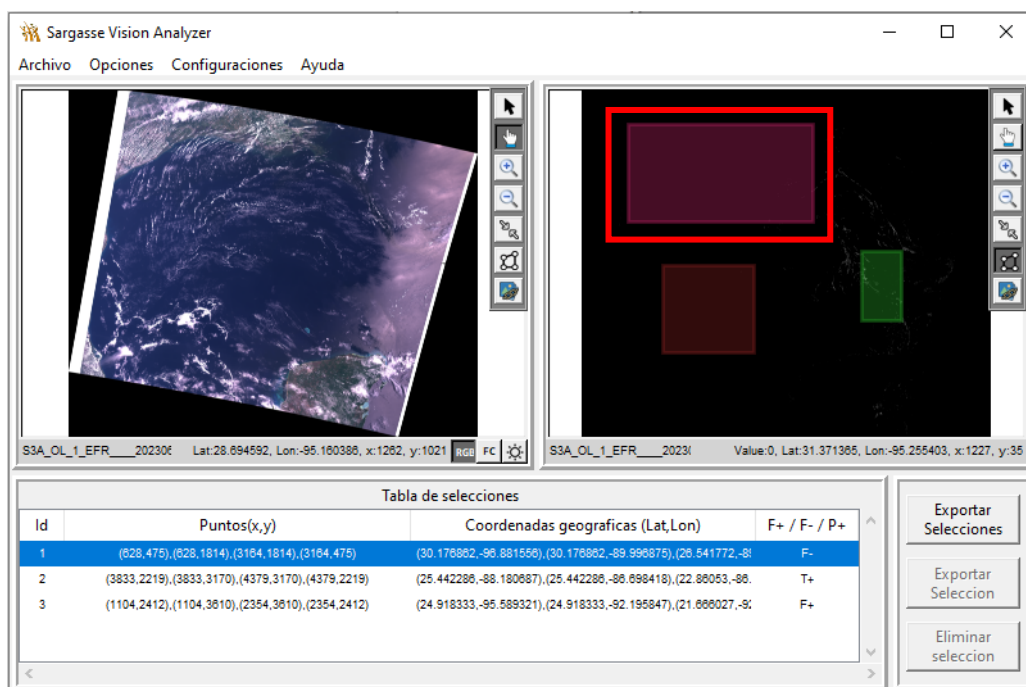 Sargasse Vision Analyzer
Archivo Opciones Configuraciones Ayuda
S3A_OL_1_EFR____202306 Lat:28.694592, Lon:-95.160386, x:1262, y:1021 RGB FC
S3A_OL_1_EFR____2023( Value:0, Lat:31.371365, Lon:-95.255403, x:1227, y:35
Tabla de selecciones
Id Puntos(x,y) Coordenadas geograficas (Lat,Lon) F+ / F- / P+
1 (628,475),(628,1814),(3164,1814),(3164,475) (30.176862,-96.881556),(30.176862,-89.996875),(26.541772,-8 F-
2 (3833,2219),(3833,3170),(4379,3170),(4379,2219) (25.442286,-88.180687),(25.442286,-86.698418),(22.86053,-86. T+
3 (1104,2412),(1104,3610),(2354,3610),(2354,2412) (24.918333,-95.589321),(24.918333,-92.195847),(21.666027,-92 F+
Exportar
Selecciones
Exportar
Seleccion
Eliminar
seleccion